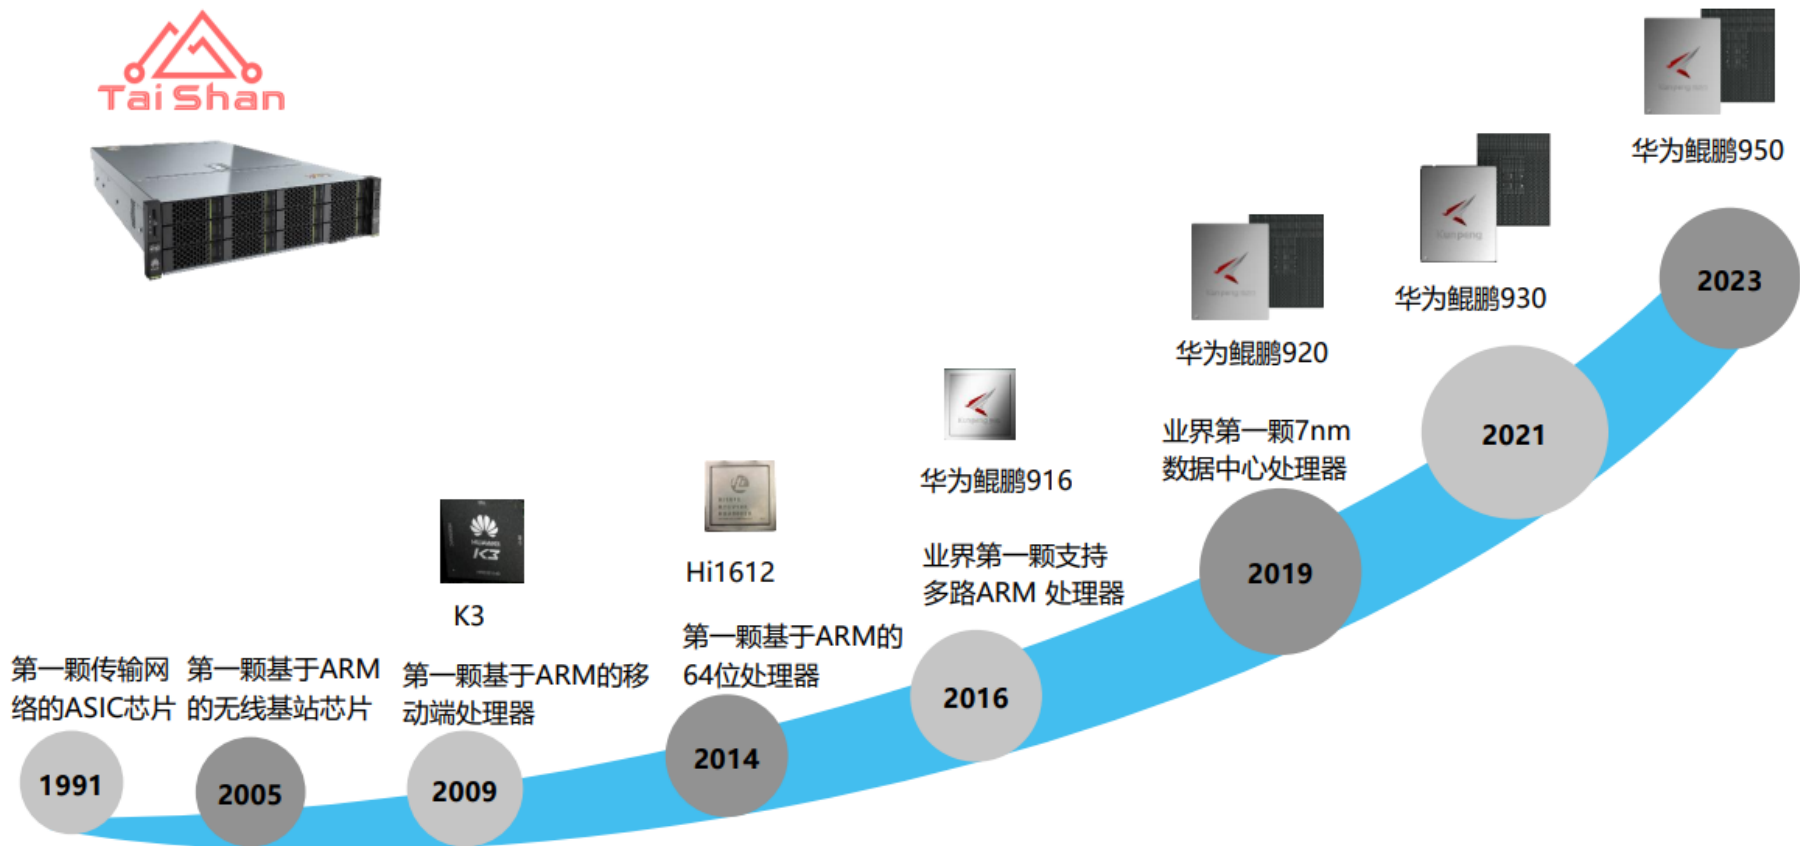 Tai Shan
华为鲲鹏950
华为鲲鹏930
华为鲲鹏920
业界第一颗7nm
数据中心处理器
华为鲲鹏916
业界第一颗支持
多路ARM 处理器
Hi1612
第一颗基于ARM的
64位处理器
HUAWEI
K3
K3
第一颗基于ARM的移
动端处理器
第一颗基于ARM
的无线基站芯片
第一颗传输网
络的ASIC芯片
Kunpeng
1991
2005
2009
2014
2016
2019
2021
2023